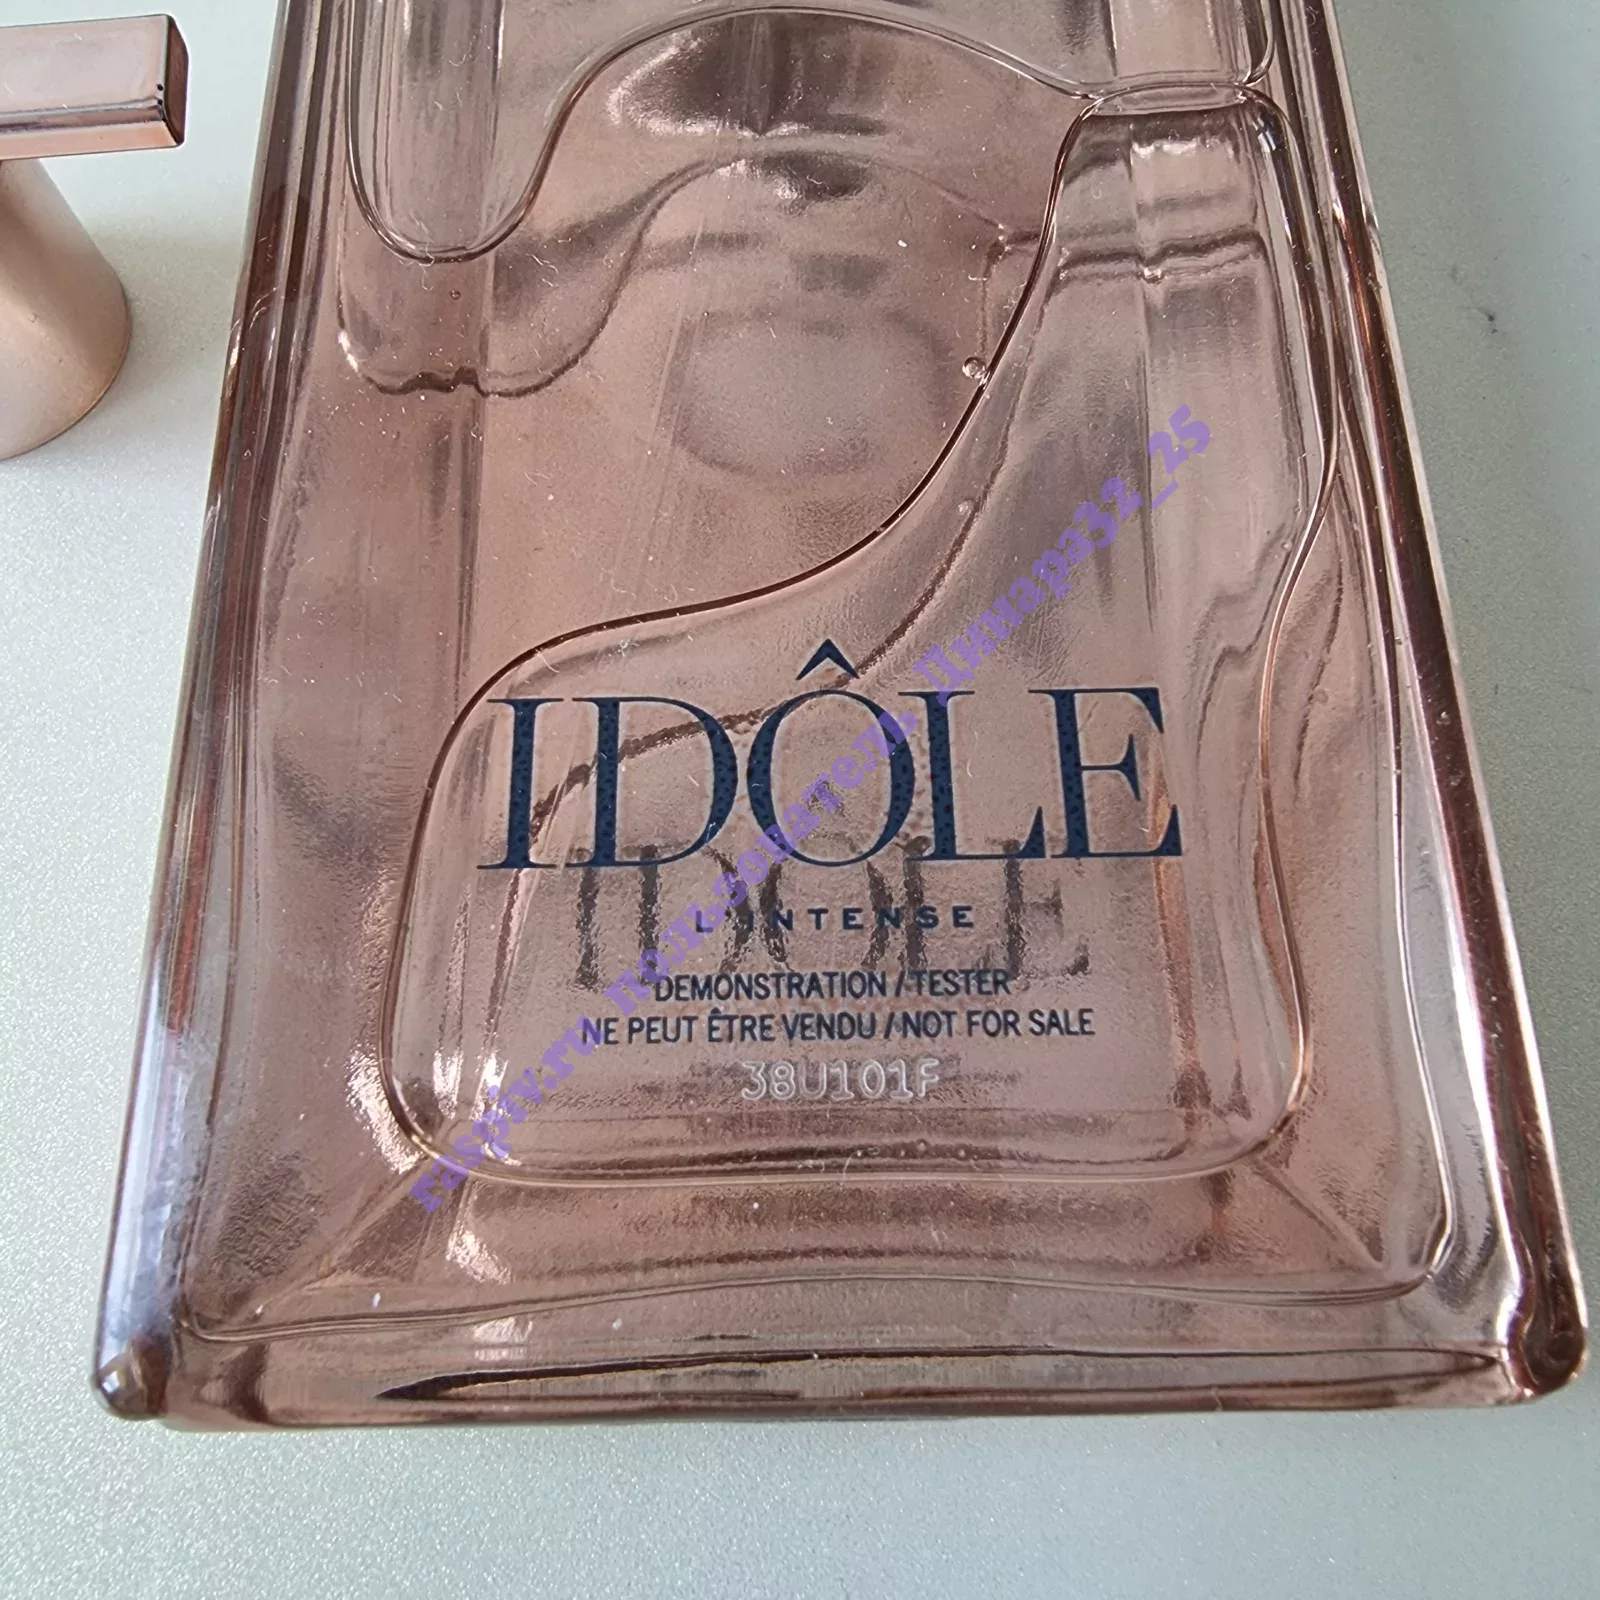 IDÔLE
L'INTENSE
DEMONSTRATION / TESTER
NE PEUT ÊTRE VENDU / NOT FOR SALE
38U101F
raspiv.ru пользователь Динара32_25